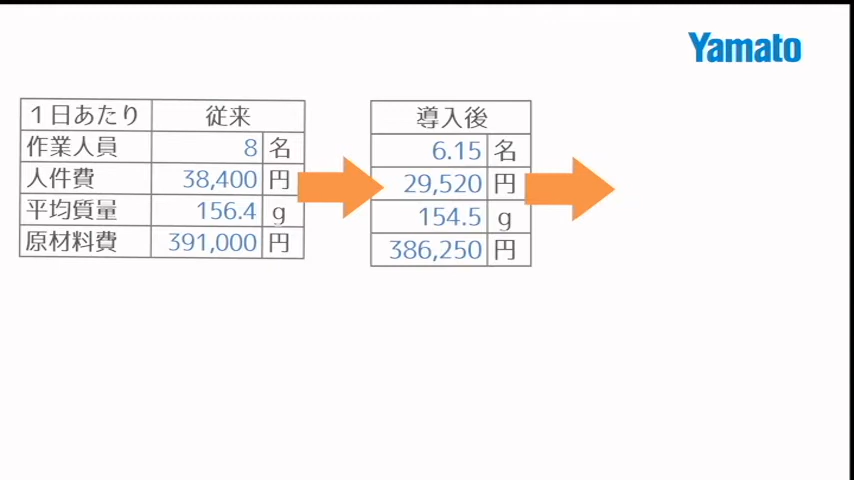 Yamato
１日あたり 従来
作業人員 8 名
人件費 38,400 円
平均質量 156.4 g
原材料費 391,000 円
導入後
6.15 名
29,520 円
154.5 g
386,250 円